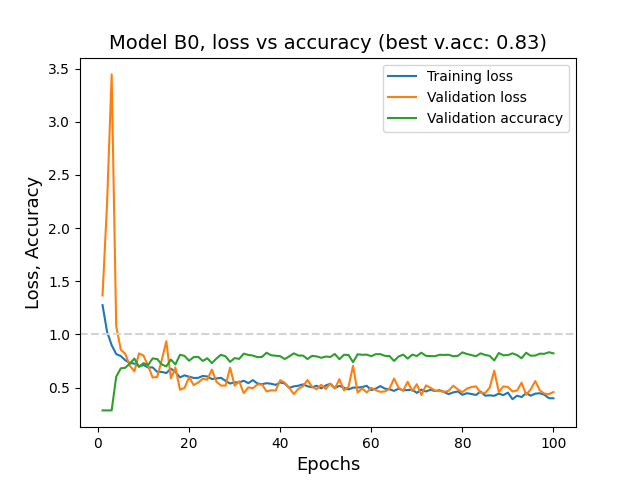 Model B0, loss vs accuracy (best v.acc: 0.83)
Training loss
Validation loss
Validation accuracy
Loss, Accuracy
3.5
3.0
2.5
2.0
1.5
1.0
0.5
0 20 40 60 80 100
Epochs